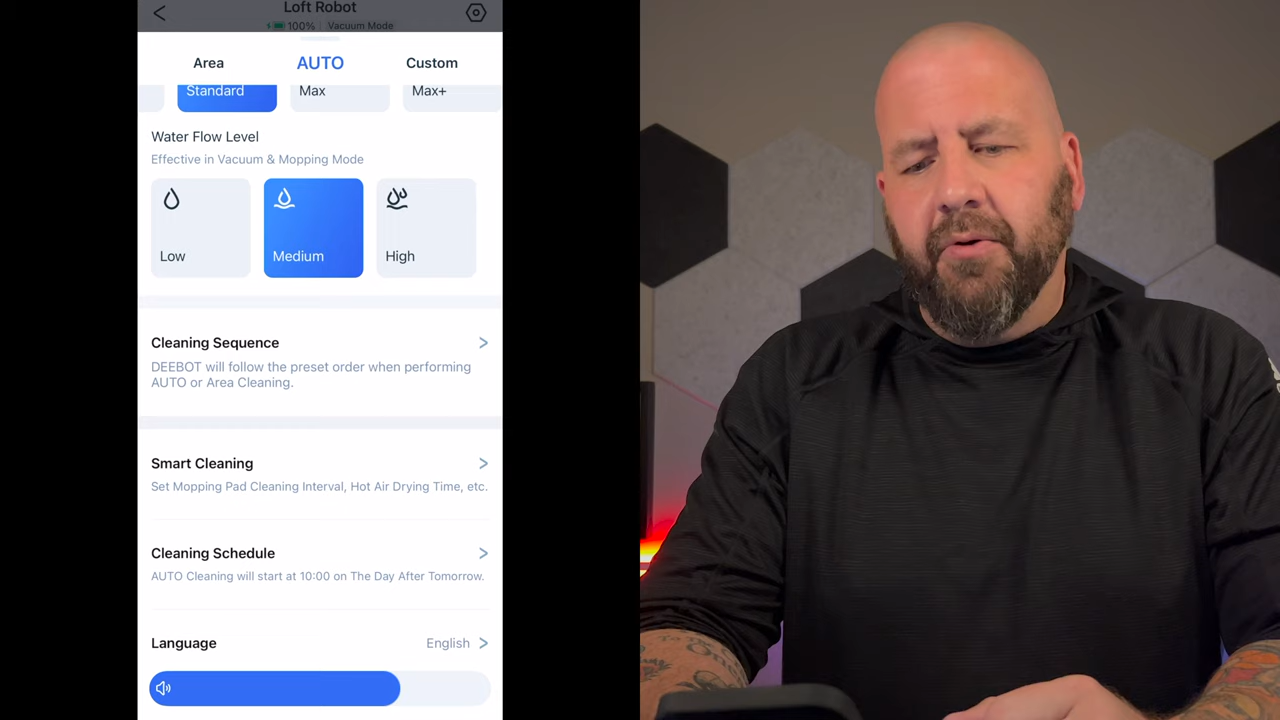 Loft Robot
100% Vacuum Mode
Area AUTO Custom
Standard Max Max+
Water Flow Level
Effective in Vacuum & Mopping Mode
Low Medium High
Cleaning Sequence
DEEBOT will follow the preset order when performing
AUTO or Area Cleaning.
Smart Cleaning
Set Mopping Pad Cleaning Interval, Hot Air Drying Time, etc.
Cleaning Schedule
AUTO Cleaning will start at 10:00 on The Day After Tomorrow.
Language English